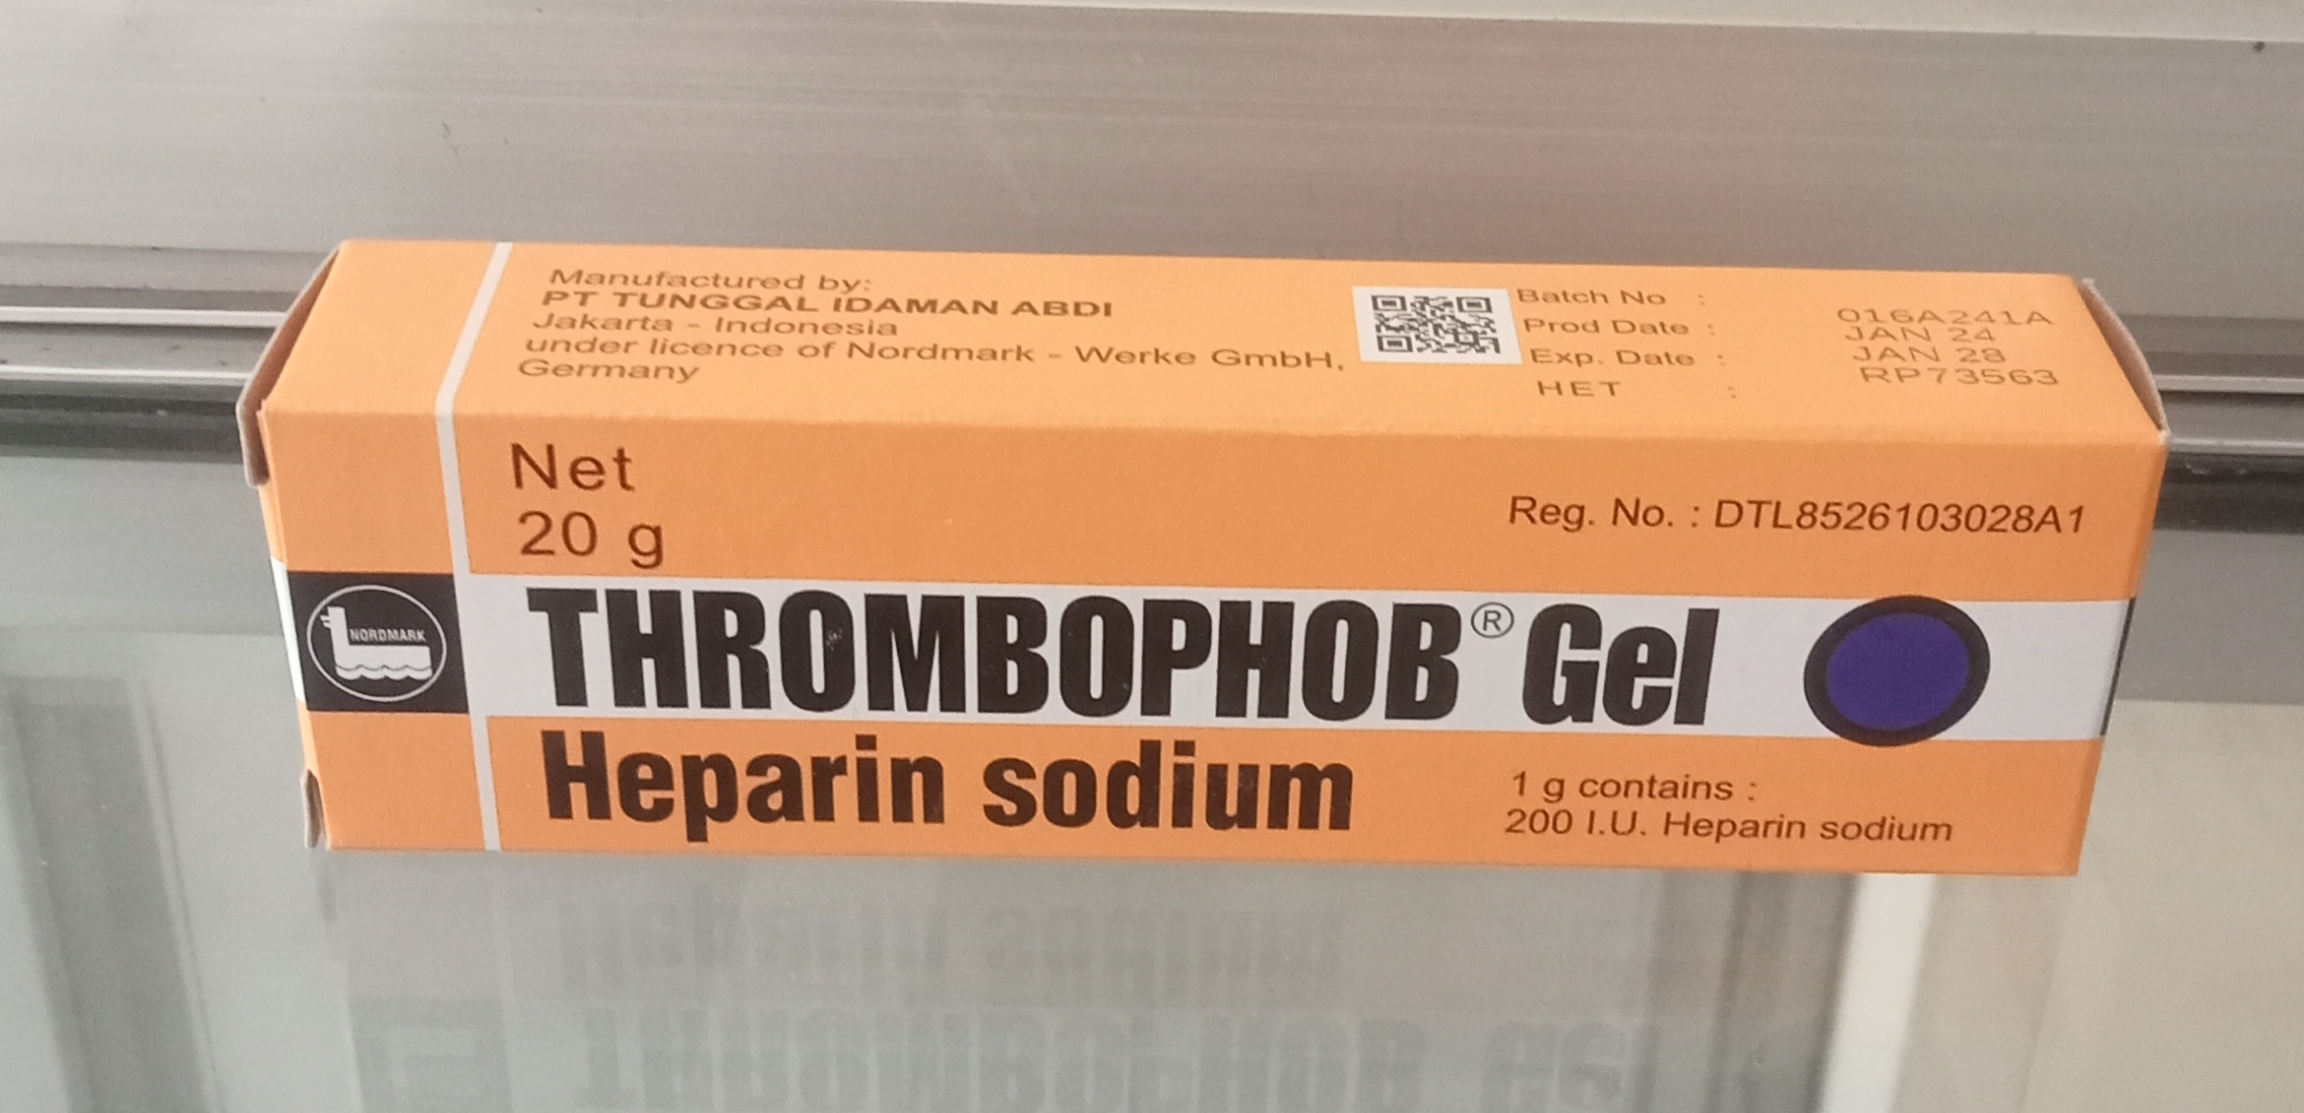 Manufactured by:
PT TUNGGAL IDAMAN ABDI
Jakarta - Indonesia
under licence of Nordmark - Werke GmbH,
Germany
Batch No : 016A241A
Prod Date : JAN 24
Exp. Date : JAN 28
HET : RP73563
Net
20 g
Reg. No. : DTL8526103028A1
NORDMARK
THROMBOPHOB® Gel
Heparin sodium
1 g contains :
200 I.U. Heparin sodium